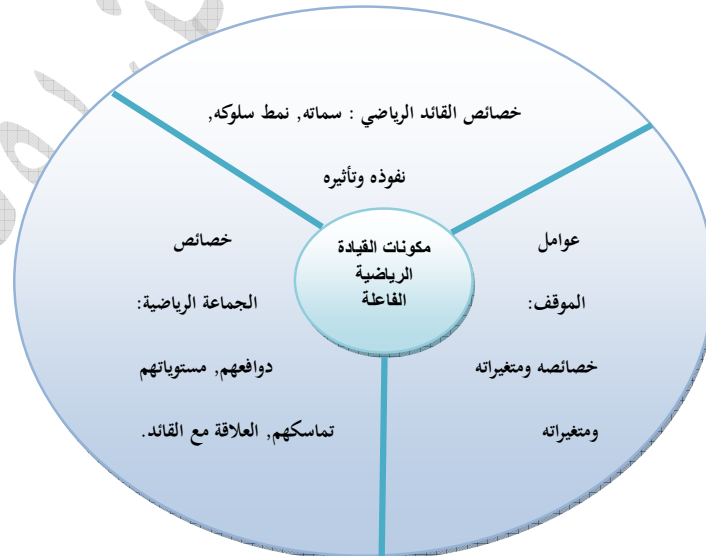 خصائص القائد الرياضي : سماته, نمط سلوكه,
نفوذه وتأثيره
مكونات القيادة
الرياضية
الفاعلة
عوامل
الموقف:
خصائصه ومتغيراته
ومتغيراته
خصائص
الجماعة الرياضية:
دوافعهم, مستوياتهم
تماسكهم, العلاقة مع القائد.